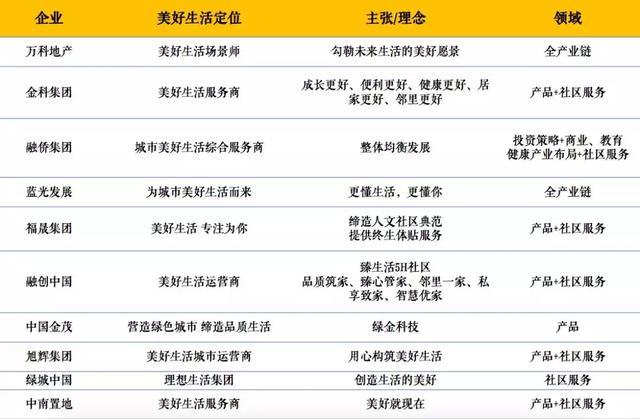 企业 美好生活定位 主张/理念 领域
万科地产 美好生活场景师 勾勒未来生活的美好愿景 全产业链
金科集团 美好生活服务商 成长更好、便利更好、健康更好、居
家更好、邻里更好 产品+社区服务
融侨集团 城市美好生活综合服务商 整体均衡发展 投资策略+商业、教育
健康产业布局+社区服务
蓝光发展 为城市美好生活而来 更懂生活，更懂你 全产业链
福晟集团 美好生活 专注为你 缔造人文社区典范
提供终生体贴服务 产品+社区服务
融创中国 美好生活运营商 臻生活5H社区
品质筑家、臻心管家、邻里一家、私
享致家、智慧优家 产品+社区服务
中国金茂 营造绿色城市 缔造品质生活 绿金科技 产品
旭辉集团 美好生活城市运营商 用心构筑美好生活 产品+社区服务
绿城中国 理想生活集团 创造生活的美好 社区服务
中南置地 美好生活服务商 美好就现在 产品+社区服务